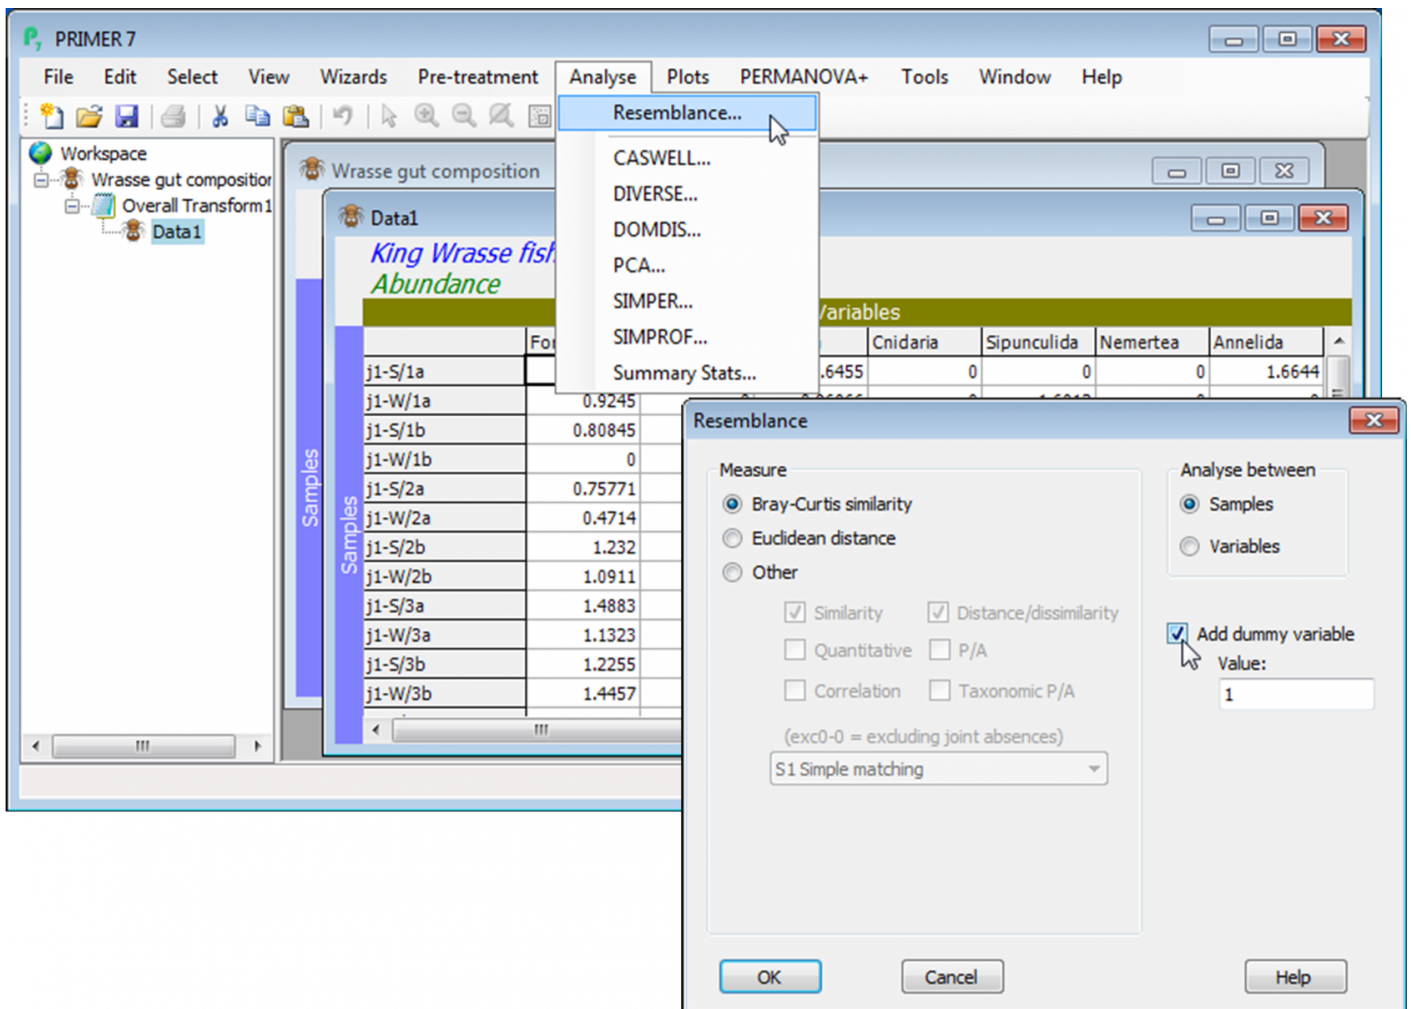 PRIMER 7
File Edit Select View Wizards Pre-treatment Analyse Plots PERMANOVA+ Tools Window Help
Resemblance...
CASWELL...
DIVERSE...
DOMDIS...
PCA...
SIMPER...
SIMPROF...
Summary Stats...
Workspace
Wrasse gut composition
Overall Transform1
Data1
Wrasse gut composition
Data1
King Wrasse fish
Abundance
Variables
Cnidaria Sipunculida Nemertea Annelida
Samples
Samples
j1-S/1a .6455 0 0 0 1.6644
j1-W/1a 0.9245
j1-S/1b 0.80845
j1-W/1b 0
j1-S/2a 0.75771
j1-W/2a 0.4714
j1-S/2b 1.232
j1-W/2b 1.0911
j1-S/3a 1.4883
j1-W/3a 1.1323
j1-S/3b 1.2255
j1-W/3b 1.4457
Resemblance
Measure
Bray-Curtis similarity
Euclidean distance
Other
Similarity Distance/dissimilarity
Quantitative P/A
Correlation Taxonomic P/A
(exc0-0 = excluding joint absences)
S1 Simple matching
Analyse between
Samples
Variables
Add dummy variable
Value:
1
OK Cancel Help